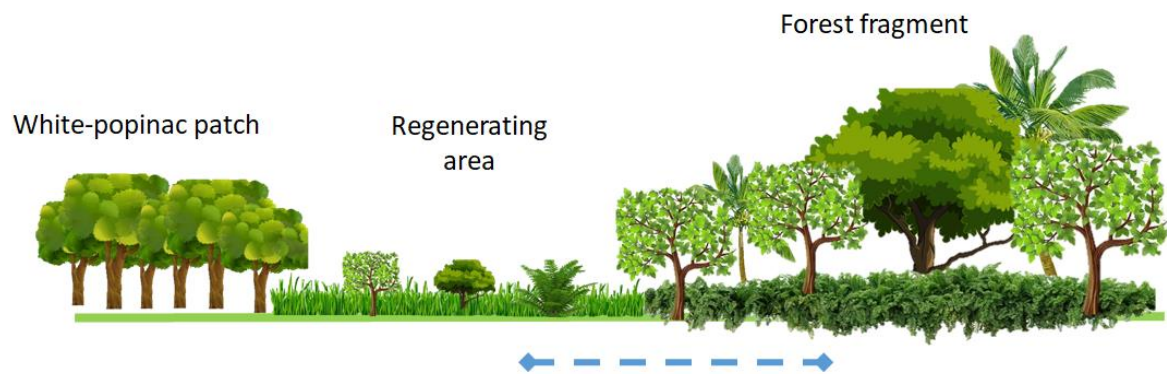 Forest fragment
White-popinac patch
Regenerating
area